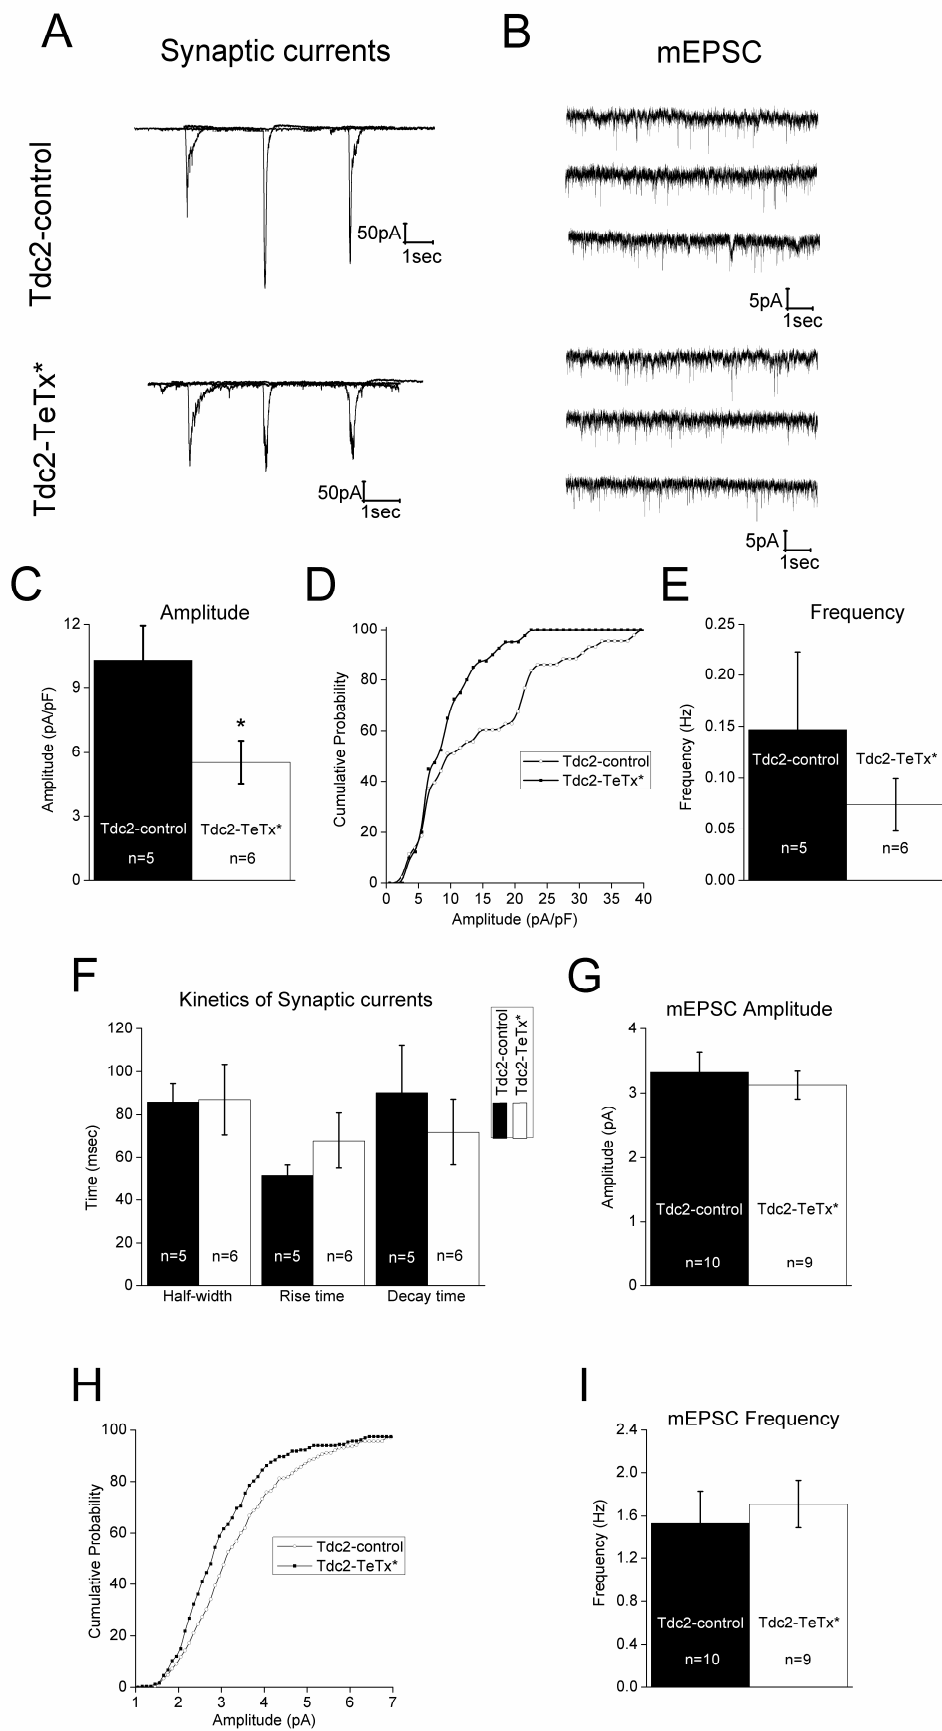 A
Synaptic currents
B
mEPSC
Tdc2-control
50pA
1sec
5pA
1sec
Tdc2-TeTx*
50pA
1sec
5pA
1sec
C
Amplitude
12
9
6
3
0
Amplitude (pA/pF)
*
Tdc2-control
Tdc2-TeTx*
n=5
n=6
D
100
80
60
40
20
0
Cumulative Probability
Tdc2-control
Tdc2-TeTx*
0 5 10 15 20 25 30 35 40
Amplitude (pA/pF)
E
Frequency
0.25
0.20
0.15
0.10
0.05
0.00
Frequency (Hz)
Tdc2-control
Tdc2-TeTx*
n=5
n=6
F
Kinetics of Synaptic currents
Tdc2-control
Tdc2-TeTx*
120
100
80
60
40
20
0
Time (msec)
n=5 n=6 n=5 n=6 n=5 n=6
Half-width Rise time Decay time
G
mEPSC Amplitude
4
3
2
1
0
Amplitude (pA)
Tdc2-control
Tdc2-TeTx*
n=10
n=9
H
100
80
60
40
20
0
Cumulative Probability
Tdc2-control
Tdc2-TeTx*
1 2 3 4 5 6 7
Amplitude (pA)
I
mEPSC Frequency
2.4
2.0
1.6
1.2
0.8
0.4
0.0
Frequency (Hz)
Tdc2-control
Tdc2-TeTx*
n=10
n=9